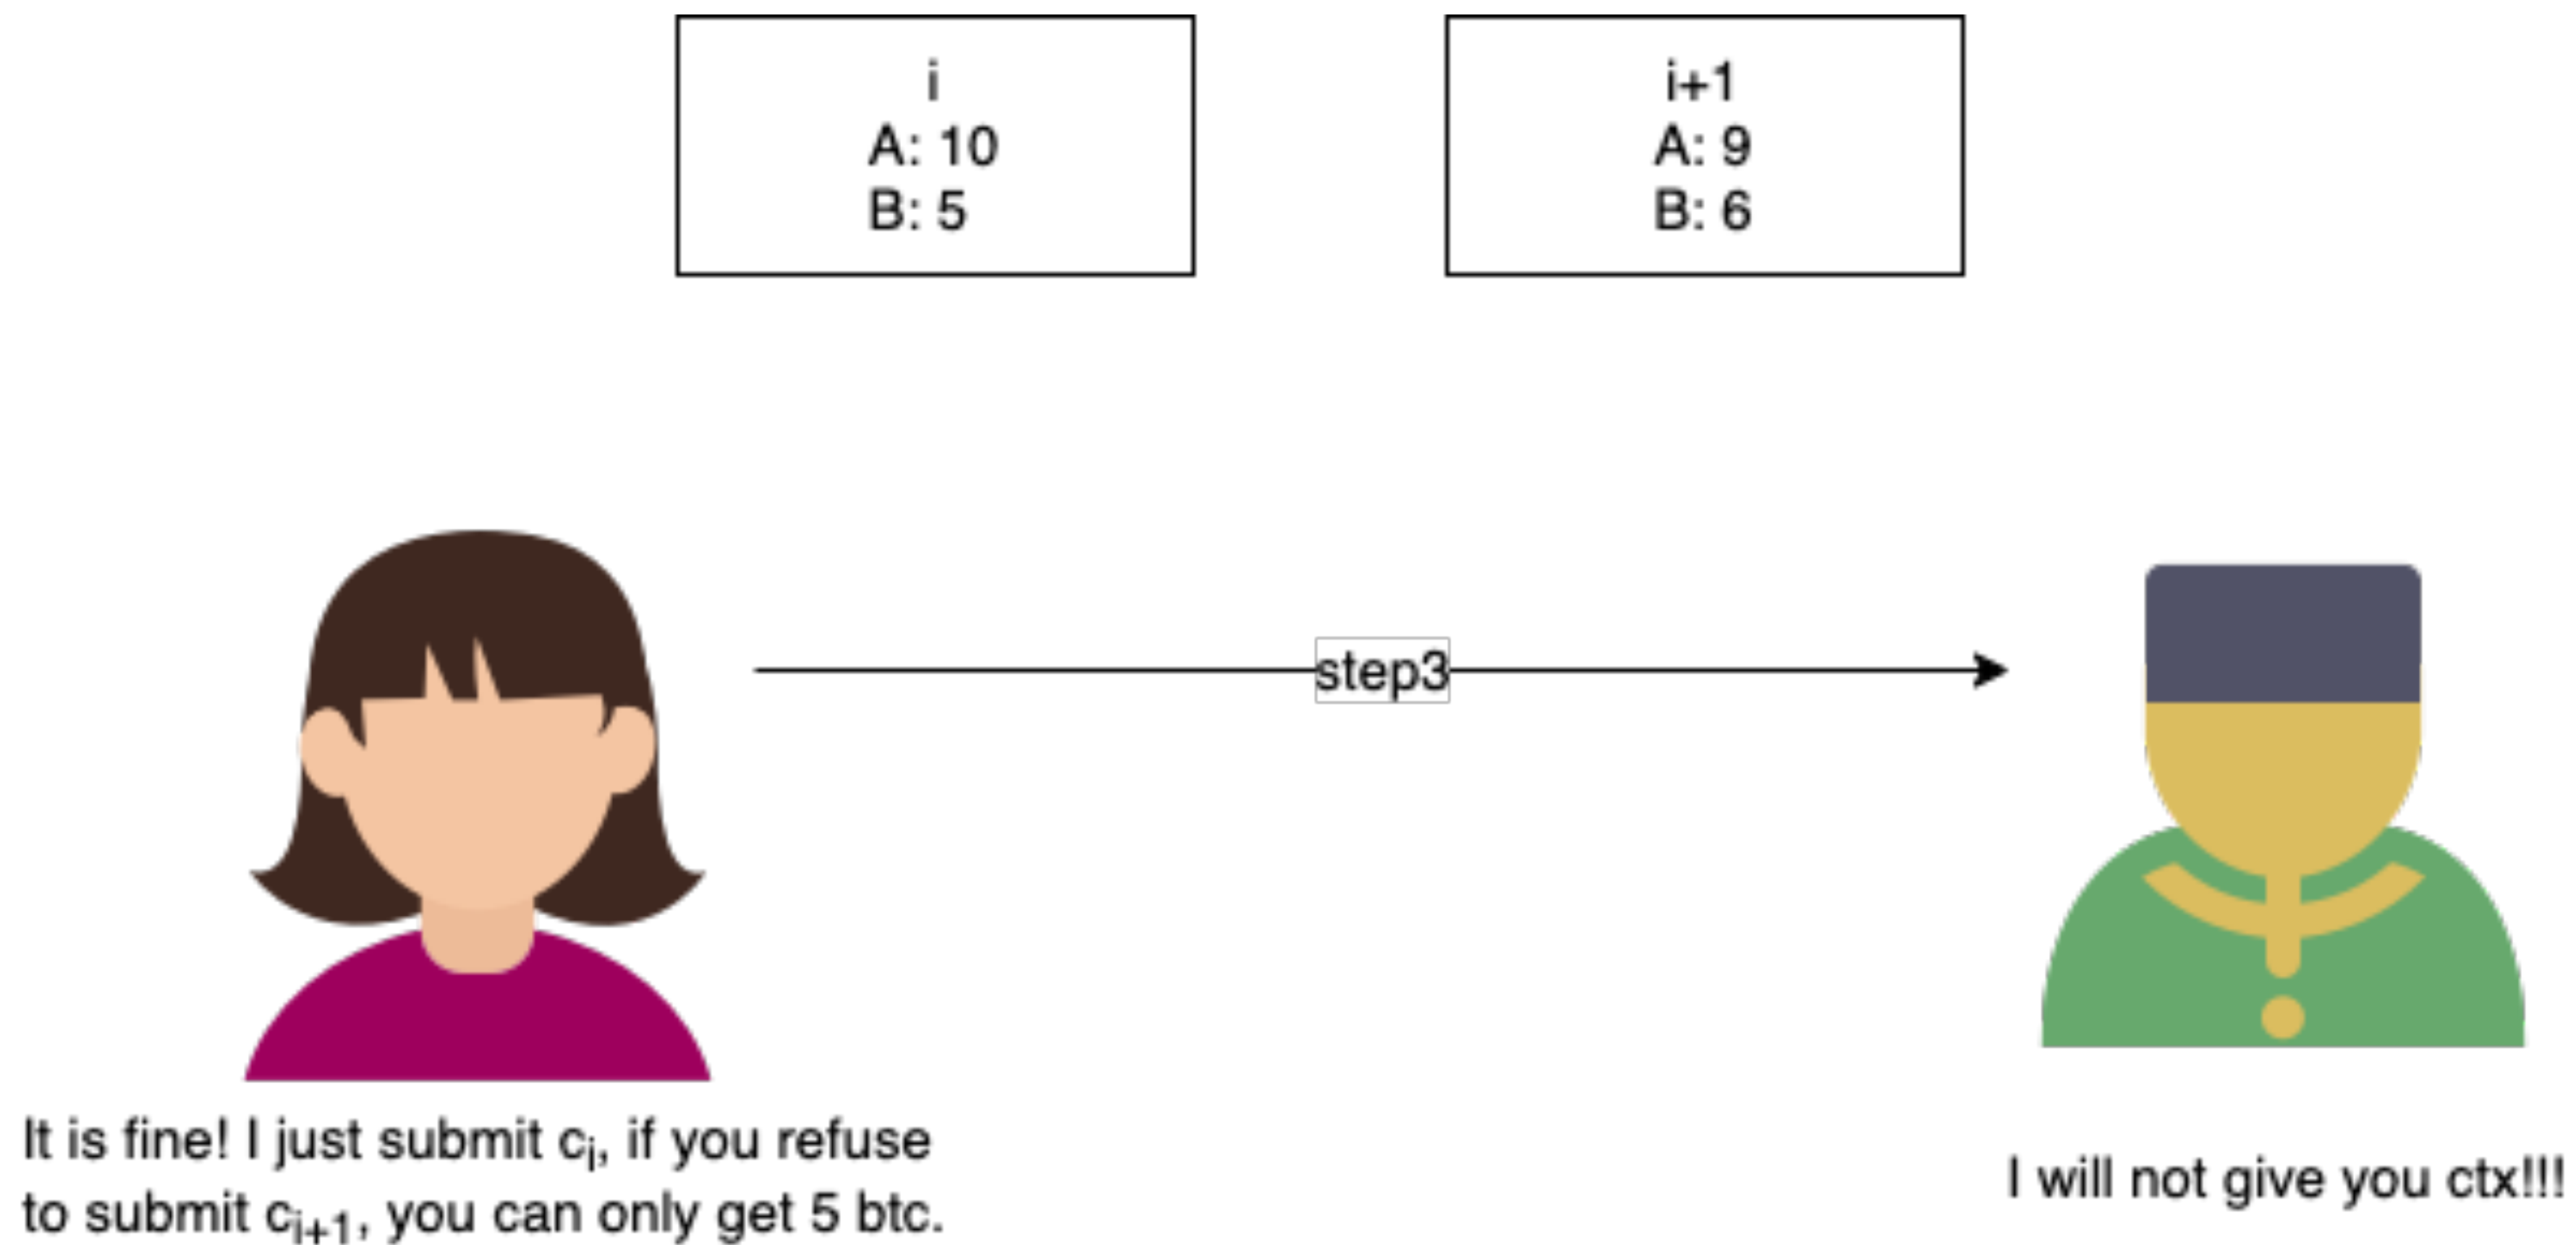 i
A: 10
B: 5
i+1
A: 9
B: 6
step3
It is fine! I just submit cᵢ, if you refuse
to submit cᵢ₊₁, you can only get 5 btc.
I will not give you ctx!!!